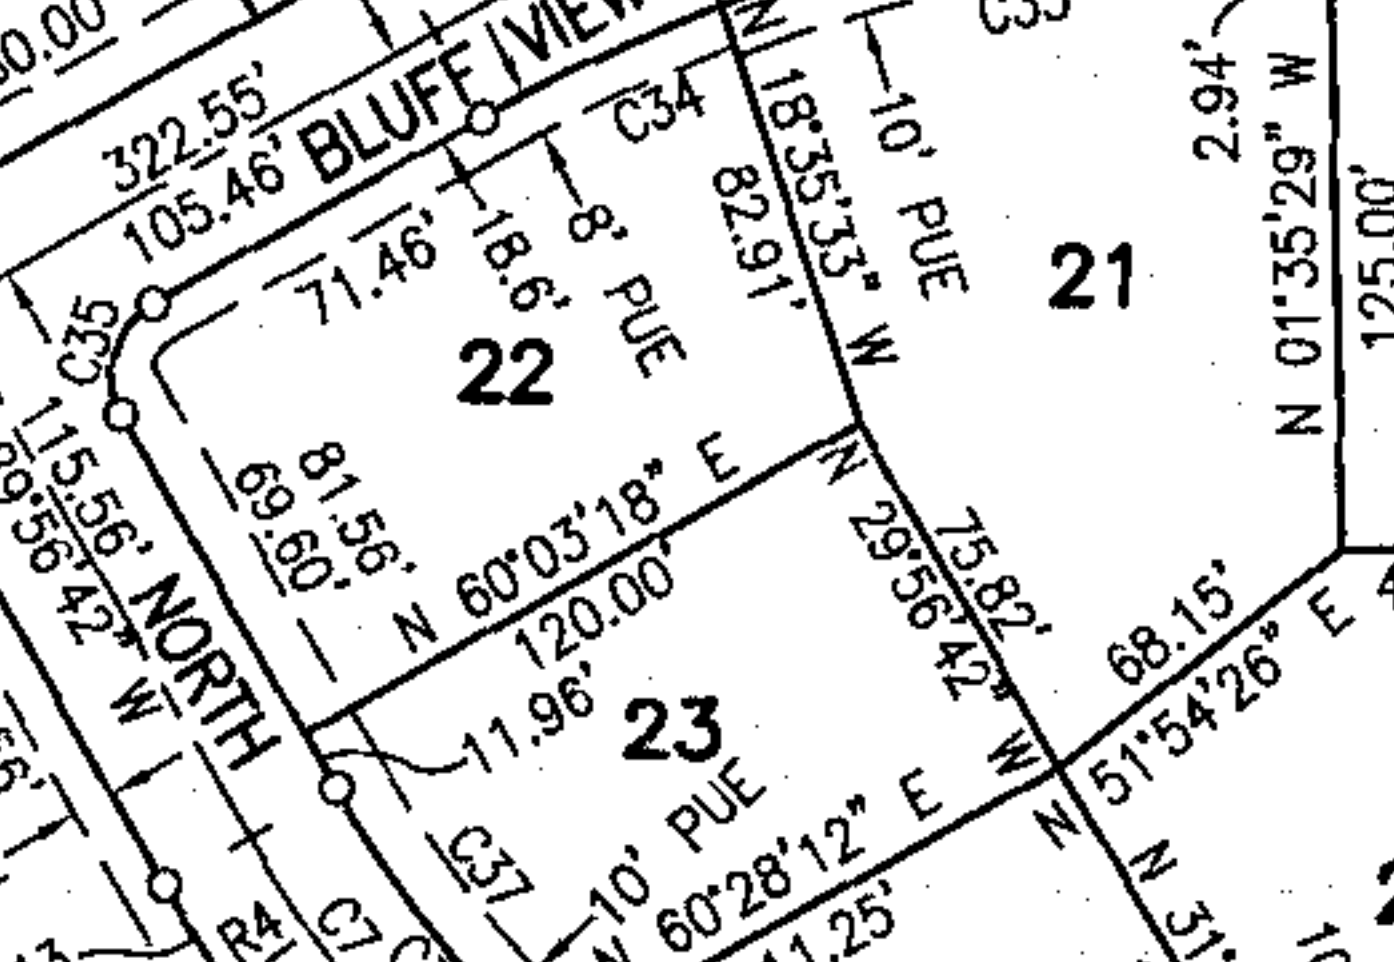 322.55'
105.46'
BLUFF VIEW
C34
C35
71.46'
18.6'
8' PUE
N 18°35'33" W
82.91'
10' PUE
2.94'
N 01°35'29" W
125.00'
21
22
115.56'
NORTH
69.60'
81.56'
N 60°03'18" E
120.00'
11.96'
23
N 29°56'42" W
75.82'
68.15'
N 51°54'26" E
10' PUE
N 60°28'12" E
C37
C7
R4
N 31°